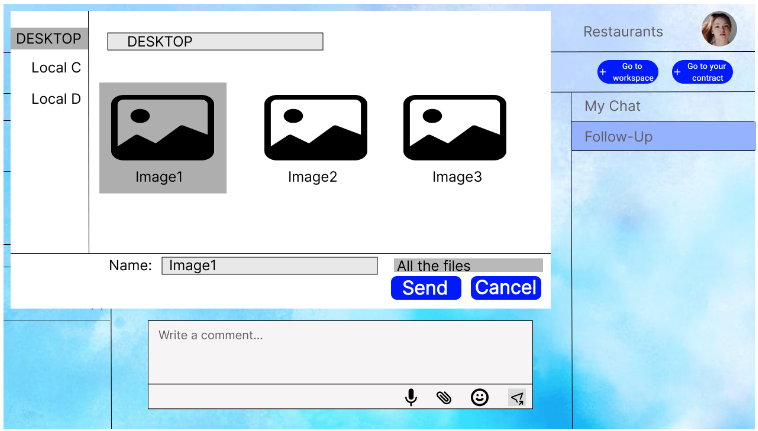 DESKTOP
Local C
Local D
DESKTOP
Image1
Image2
Image3
Name:
Image1
All the files
Send
Cancel
Restaurants
+ Go to
workspace
+ Go to your
contract
My Chat
Follow-Up
Write a comment...